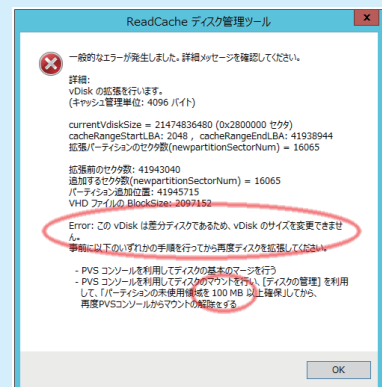 ReadCache ディスク管理ツール
x
一般的なエラーが発生しました。詳細メッセージを確認してください。
詳細:
vDisk の拡張を行います。
(キャッシュ管理単位: 4096 バイト)
currentVdiskSize = 21474836480 (0x2800000 セクタ)
cacheRangeStartLBA: 2048 , cacheRangeEndLBA: 41938944
拡張パーティションのセクタ数(newpartitionSectorNum) = 16065
拡張前のセクタ数: 41943040
追加するセクタ数(newpartitionSectorNum) = 16065
パーティション追加位置: 41945715
VHD ファイルの BlockSize: 2097152
Error: この vDisk は差分ディスクであるため、vDisk のサイズを変更できませ
ん。
事前に以下のいずれかの手順を行ってから再度ディスクを拡張してください。
- PVS コンソールを利用してディスクの基本のマージを行う
- PVS コンソールを利用してディスクのマウントを行い、[ディスクの管理] を利用
して、「パーティションの未使用領域を 100 MB 以上確保」してから、
再度PVSコンソールからマウントの解除をする
OK